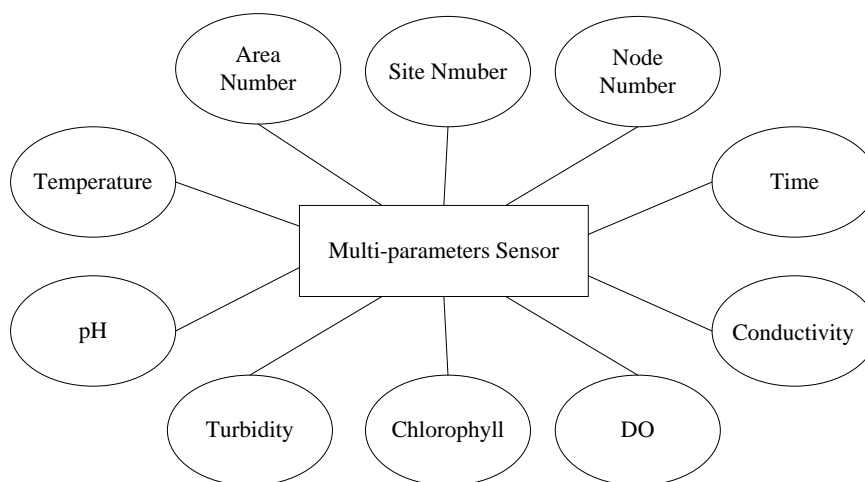 Area
Number
Site Nmuber
Node
Number
Temperature
Time
Multi-parameters Sensor
pH
Conductivity
Turbidity
Chlorophyll
DO